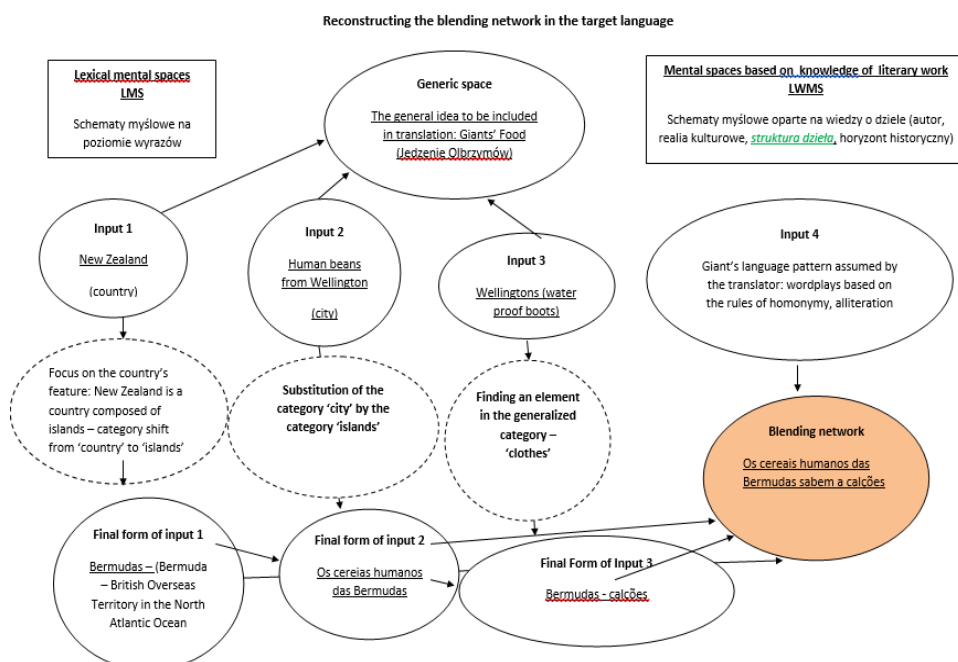 Reconstructing the blending network in the target language
Lexical mental spaces
LMS
Schematy myślowe na
poziomie wyrazów
Generic space
The general idea to be included
in translation: Giants' Food
(Jedzenie Olbrzymów)
Mental spaces based on knowledge of literary work
LWMS
Schematy myślowe oparte na wiedzy o dziele (autor,
realia kulturowe, struktura dzieła, horyzont historyczny)
Input 1
New Zealand
(country)
Input 2
Human beans
from Wellington
(city)
Input 3
Wellingtons (water
proof boots)
Input 4
Giant's language pattern assumed by
the translator: wordplays based on
the rules of homonymy, alliteration
Focus on the country's
feature: New Zealand is a
country composed of
islands – category shift
from 'country' to 'islands'
Substitution of the
category 'city' by the
category 'islands'
Finding an element
in the generalized
category –
'clothes'
Blending network
Os cereais humanos das
Bermudas sabem a calções
Final form of input 1
Bermudas – (Bermuda
– British Overseas
Territory in the North
Atlantic Ocean
Final form of input 2
Os cereias humanos
das Bermudas
Final Form of Input 3
Bermudas - calções